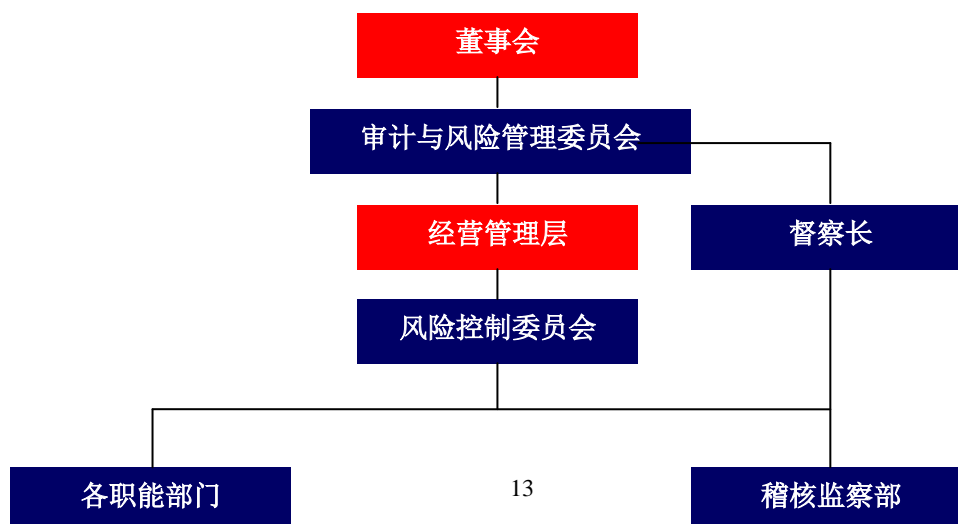 董事会
审计与风险管理委员会
经营管理层
督察长
风险控制委员会
各职能部门
13
稽核监察部